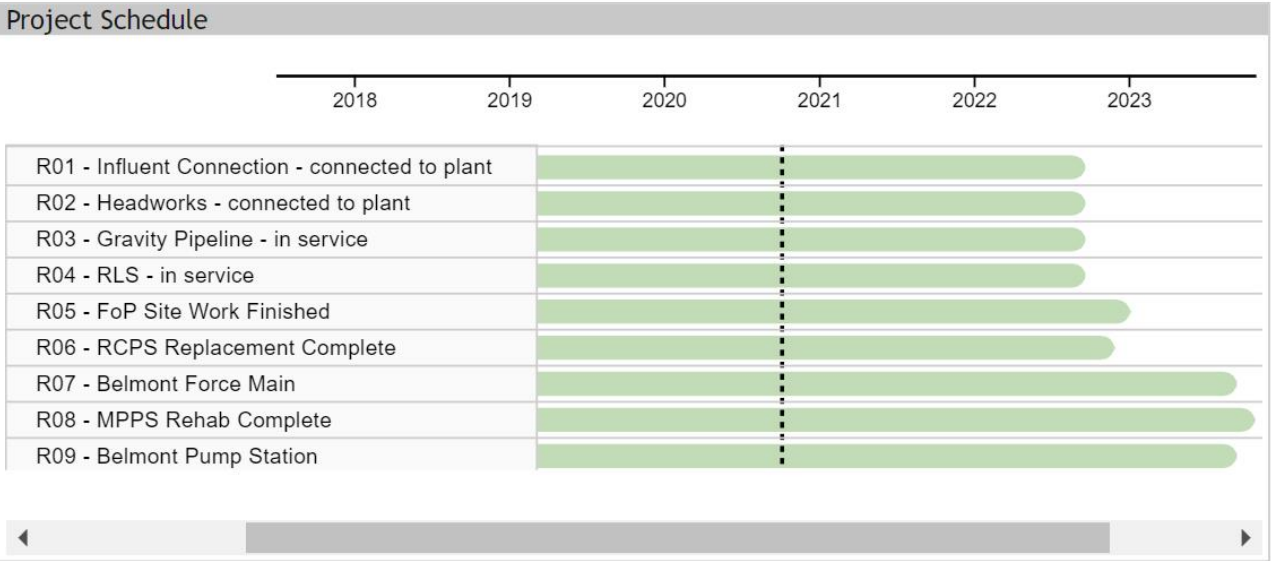 Project Schedule
2018 2019 2020 2021 2022 2023
R01 - Influent Connection - connected to plant
R02 - Headworks - connected to plant
R03 - Gravity Pipeline - in service
R04 - RLS - in service
R05 - FoP Site Work Finished
R06 - RCPS Replacement Complete
R07 - Belmont Force Main
R08 - MPPS Rehab Complete
R09 - Belmont Pump Station